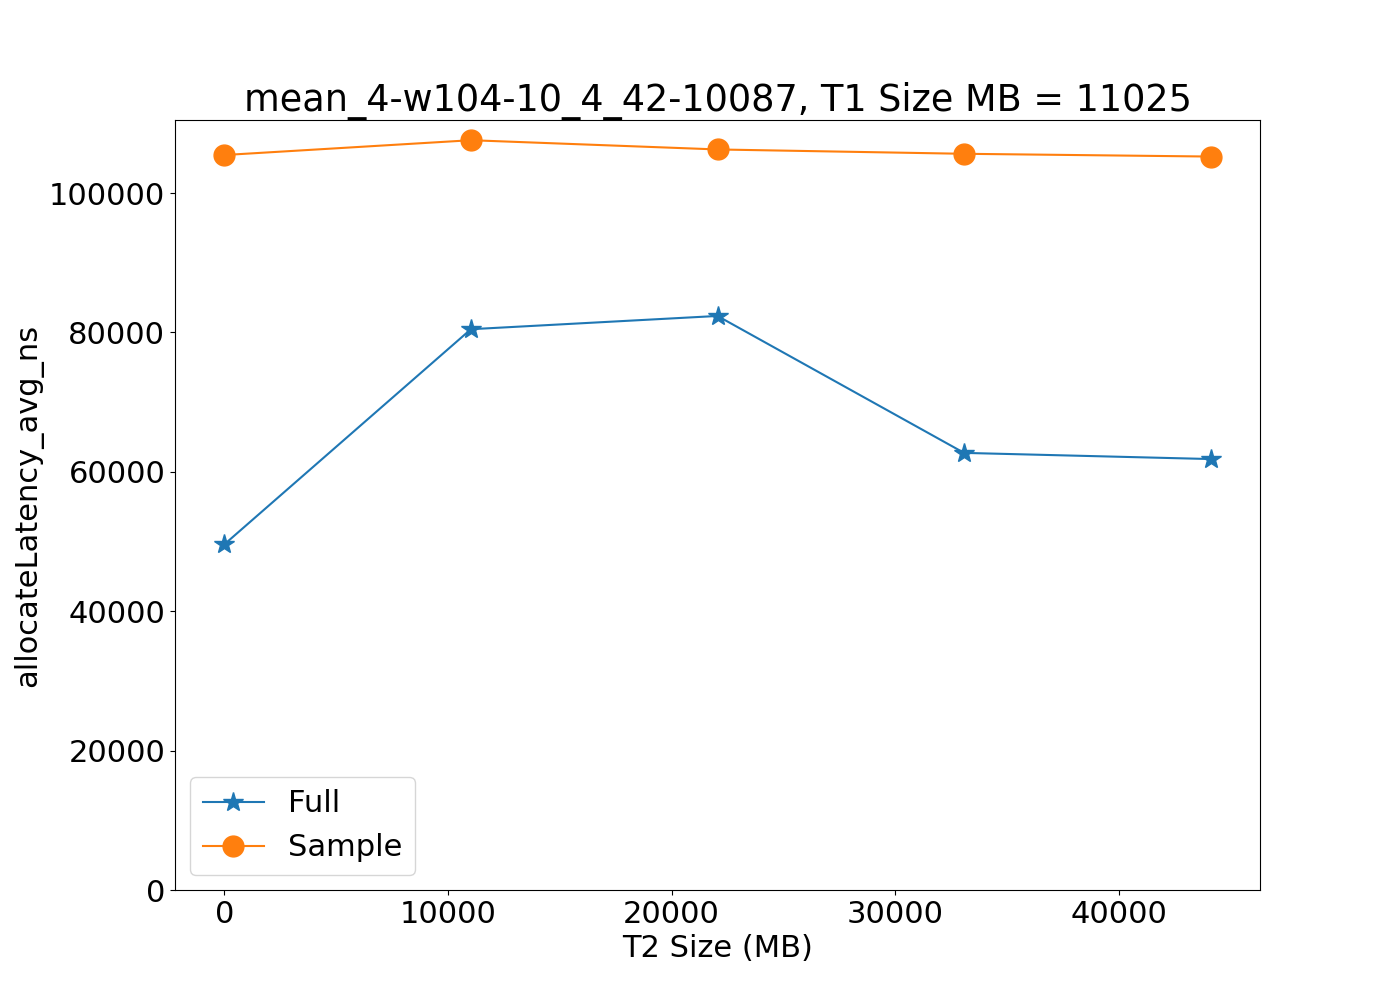 mean_4-w104-10_4_42-10087, T1 Size MB = 11025
allocateLatency_avg_ns
100000
80000
60000
40000
20000
0
Full
Sample
0 10000 20000 30000 40000
T2 Size (MB)